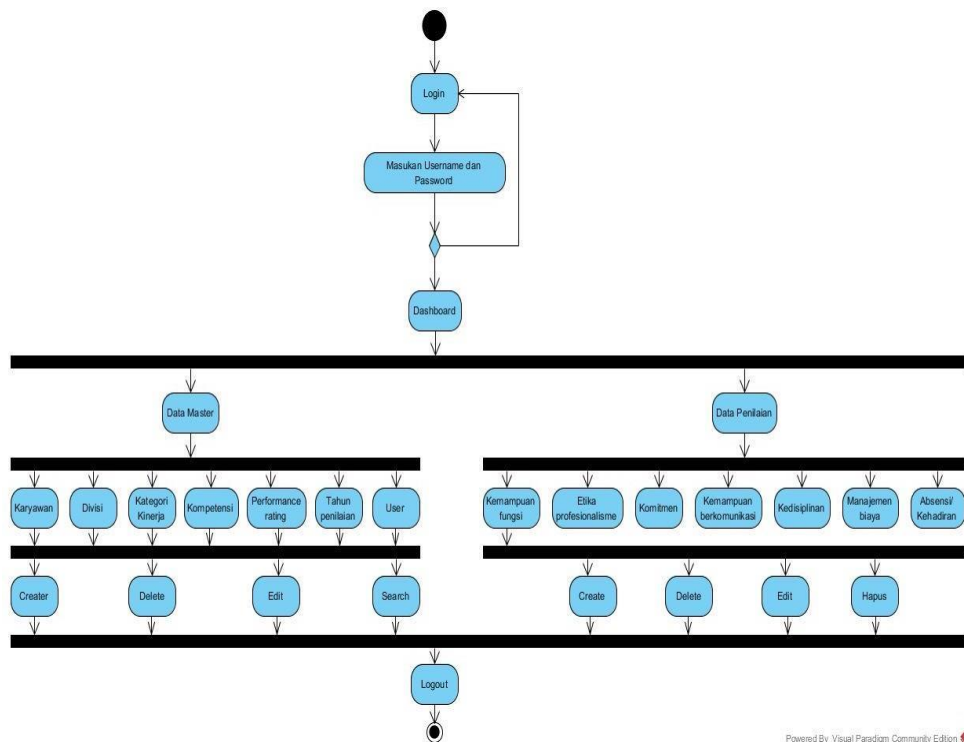 Login
Masukan Username dan
Password
Dashboard
Data Master
Data Penilaian
Karyawan
Divisi
Kategori
Kinerja
Kompetensi
Performance
rating
Tahun
penilaian
User
Kemampuan
fungsi
Etika
profesionalisme
Komitmen
Kemampuan
berkomunikasi
Kedisiplinan
Manajemen
biaya
Absensi/
Kehadiran
Creater
Delete
Edit
Search
Create
Delete
Edit
Hapus
Logout
Powered By Visual Paradigm Community Edition